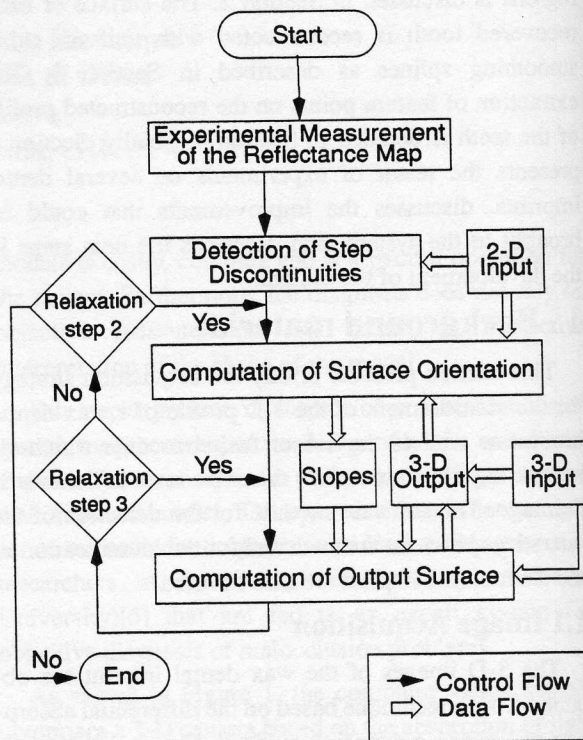 Start
Experimental Measurement
of the Reflectance Map
Detection of Step
Discontinuities
2-D
Input
Relaxation
step 2
Yes
No
Computation of Surface Orientation
Relaxation
step 3
Yes
Slopes
3-D
Output
3-D
Input
Computation of Output Surface
No
End
Control Flow
Data Flow